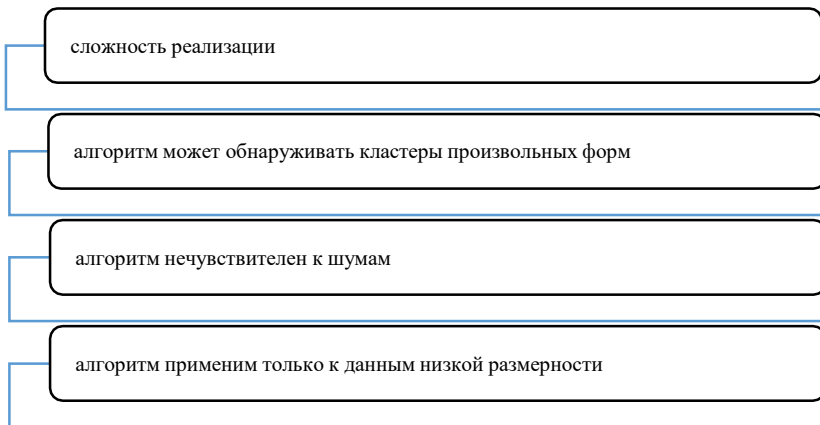 сложность реализации
алгоритм может обнаруживать кластеры произвольных форм
алгоритм нечувствителен к шумам
алгоритм применим только к данным низкой размерности